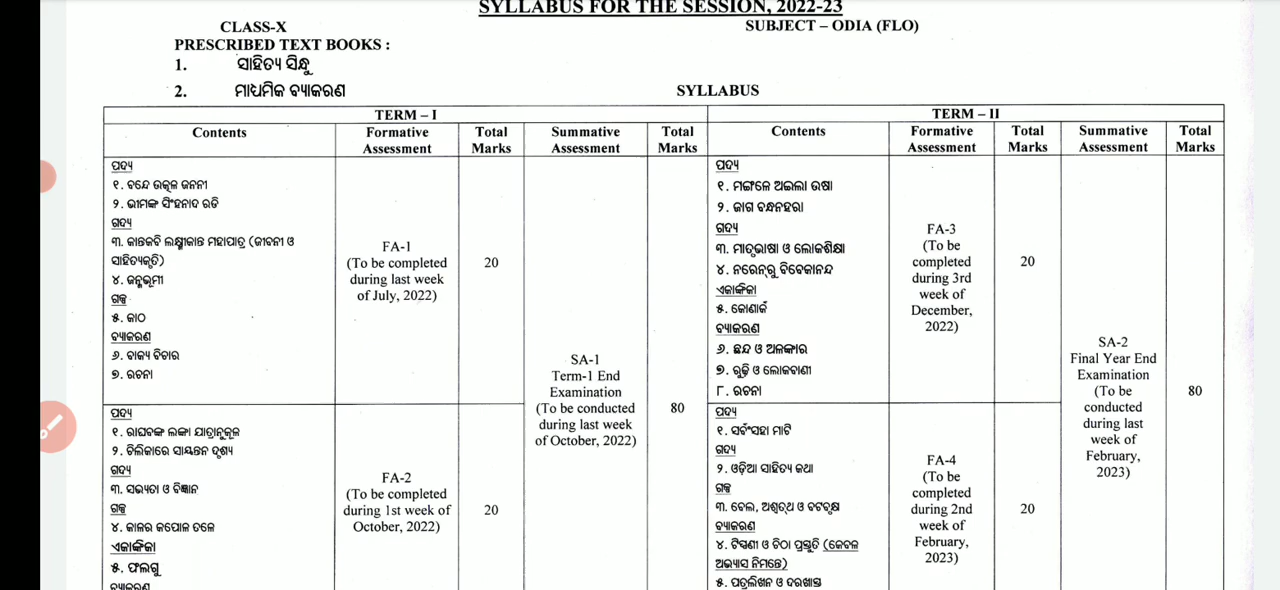 SYLLABUS FOR THE SESSION, 2022-23
CLASS-X
SUBJECT – ODIA (FLO)
PRESCRIBED TEXT BOOKS :
1. ସାହିତ୍ୟ ସିନ୍ଧୁ
2. ମାଧ୍ୟମିକ ବ୍ୟାକରଣ
SYLLABUS
TERM – I
Contents
Formative Assessment
Total Marks
Summative Assessment
Total Marks
ପଦ୍ୟ
୧. ବନ୍ଦେ ଉତ୍କଳ ଜନନୀ
୨. ଭୀମଙ୍କ ସିଂହନାଦ ରଡି
ଗଦ୍ୟ
୩. କାନ୍ତକବି ଲକ୍ଷ୍ମୀକାନ୍ତ ମହାପାତ୍ର (ଜୀବନୀ ଓ
ସାହିତ୍ୟକୃତି)
୪. ଜନ୍ମଭୂମୀ
ଗଳ୍ପ
୫. କାଠ
ବ୍ୟାକରଣ
୬. ବାକ୍ୟ ବିଚାର
୭. ରଚନା
FA-1
(To be completed
during last week
of July, 2022)
20
ପଦ୍ୟ
୧. ରାଘବଙ୍କ ଲଙ୍କା ଯାତ୍ରାନୁକୂଳ
୨. ଚିଲିକାରେ ସାୟନ୍ତନ ଦୃଶ୍ୟ
ଗଦ୍ୟ
୩. ସଭ୍ୟତା ଓ ବିଜ୍ଞାନ
ଗଳ୍ପ
୪. କାଳର କପୋଳ ତଳେ
ଏକାଙ୍କିକା
୫. ଫଲଗୁ
ବ୍ୟାକରଣ
FA-2
(To be completed
during 1st week of
October, 2022)
20
SA-1
Term-1 End
Examination
(To be conducted
during last week
of October, 2022)
80
TERM – II
Contents
Formative Assessment
Total Marks
Summative Assessment
Total Marks
ପଦ୍ୟ
୧. ମଙ୍ଗଳେ ଅଇଲା ଉଷା
୨. ଜାଗ ବନ୍ଧନହରା
ଗଦ୍ୟ
୩. ମାତୃଭାଷା ଓ ଲୋକଶିକ୍ଷା
୪. ନରେନ୍‌ରୁ ବିବେକାନନ୍ଦ
ଏକାଙ୍କିକା
୫. କୋଣାର୍କ
ବ୍ୟାକରଣ
୬. ଛନ୍ଦ ଓ ଅଳଙ୍କାର
୭. ରୁଢ଼ି ଓ ଲୋକବାଣୀ
୮. ରଚନା
FA-3
(To be
completed
during 3rd
week of
December,
2022)
20
ପଦ୍ୟ
୧. ସର୍ବଂସହା ମାଟି
ଗଦ୍ୟ
୨. ଓଡ଼ିଆ ସାହିତ୍ୟ କଥା
ଗଳ୍ପ
୩. ବେଲ, ଅଶ୍ୱତ୍ଥ ଓ ବଟବୃକ୍ଷ
ବ୍ୟାକରଣ
୪. ଟିପ୍ପଣୀ ଓ ଚିଠା ପ୍ରସ୍ତୁତି (କେବଳ
ଅଭ୍ୟାସ ନିମନ୍ତେ)
୫. ପତ୍ରଲିଖନ ଓ ଦରଖାସ୍ତ
FA-4
(To be
completed
during 2nd
week of
February,
2023)
20
SA-2
Final Year End
Examination
(To be
conducted
during last
week of
February,
2023)
80